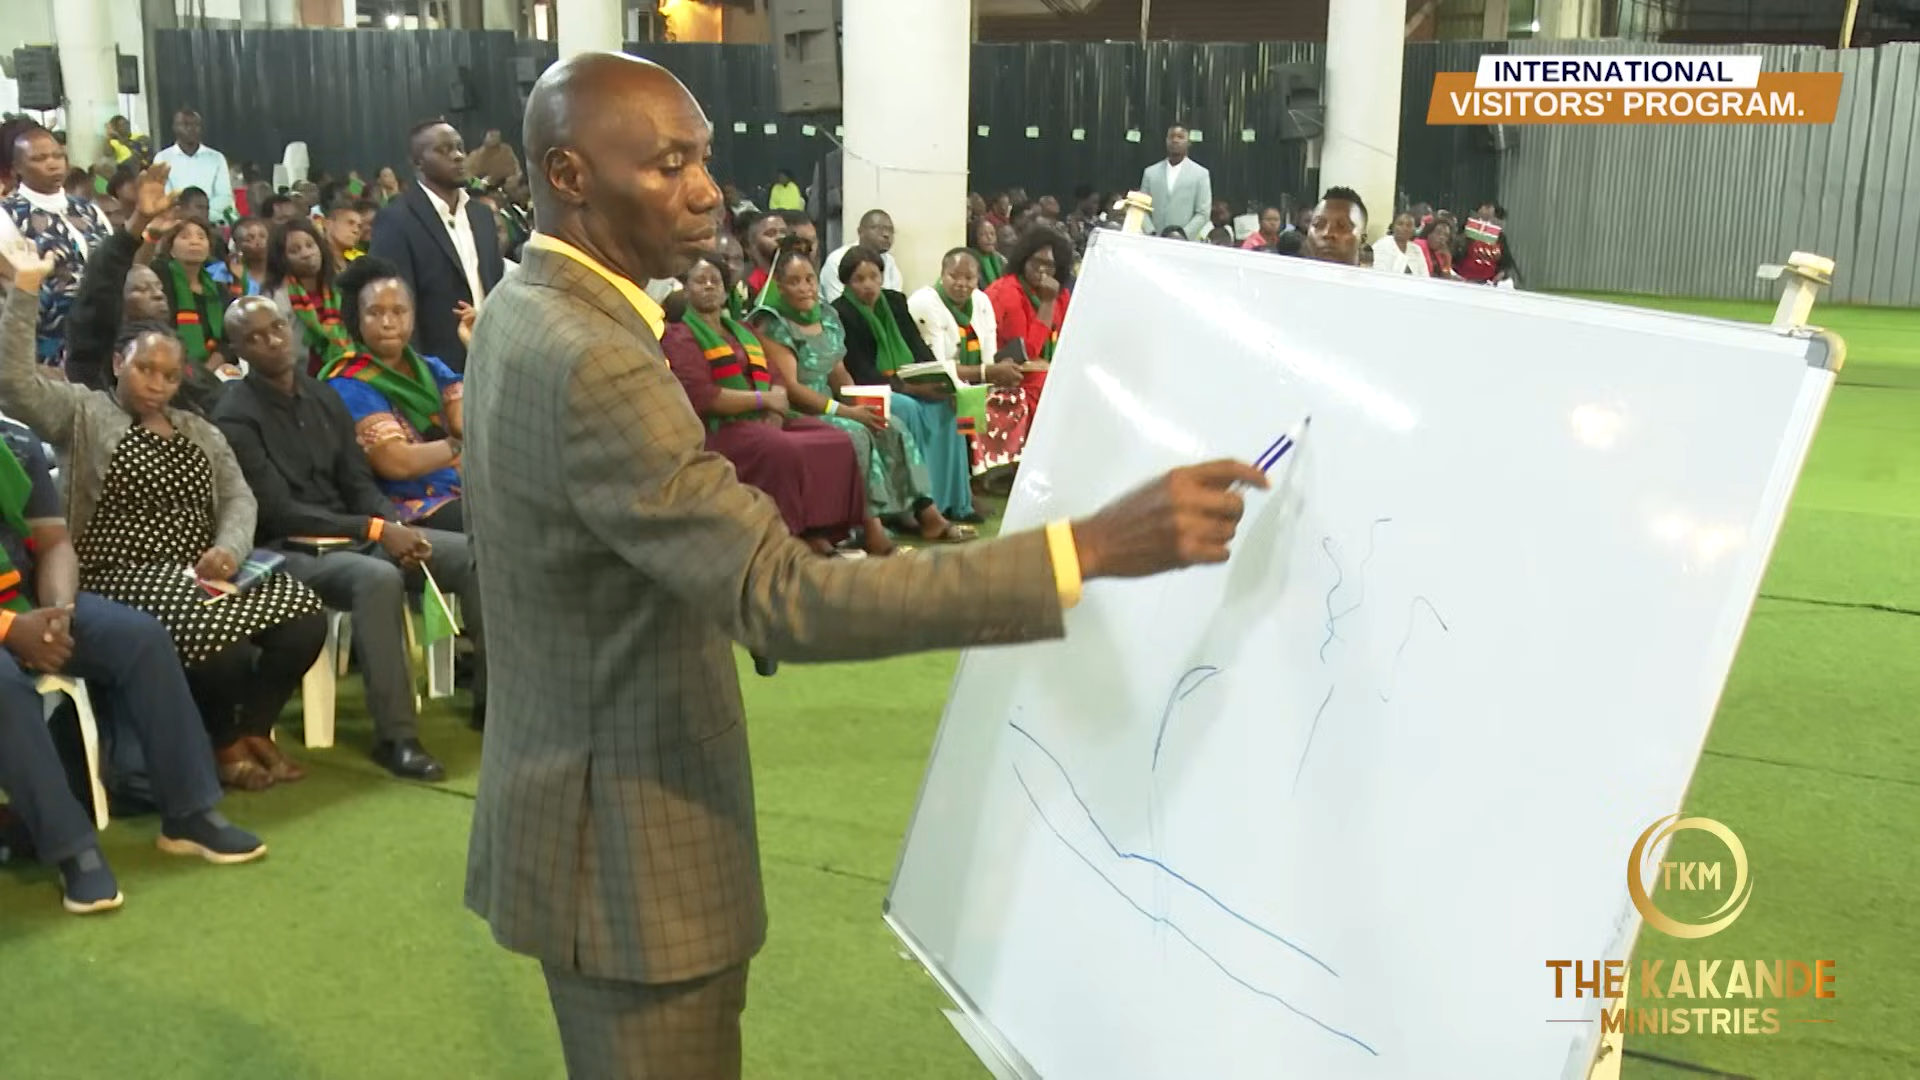 INTERNATIONAL
VISITORS' PROGRAM.
TKM
THE KAKANDE
MINISTRIES